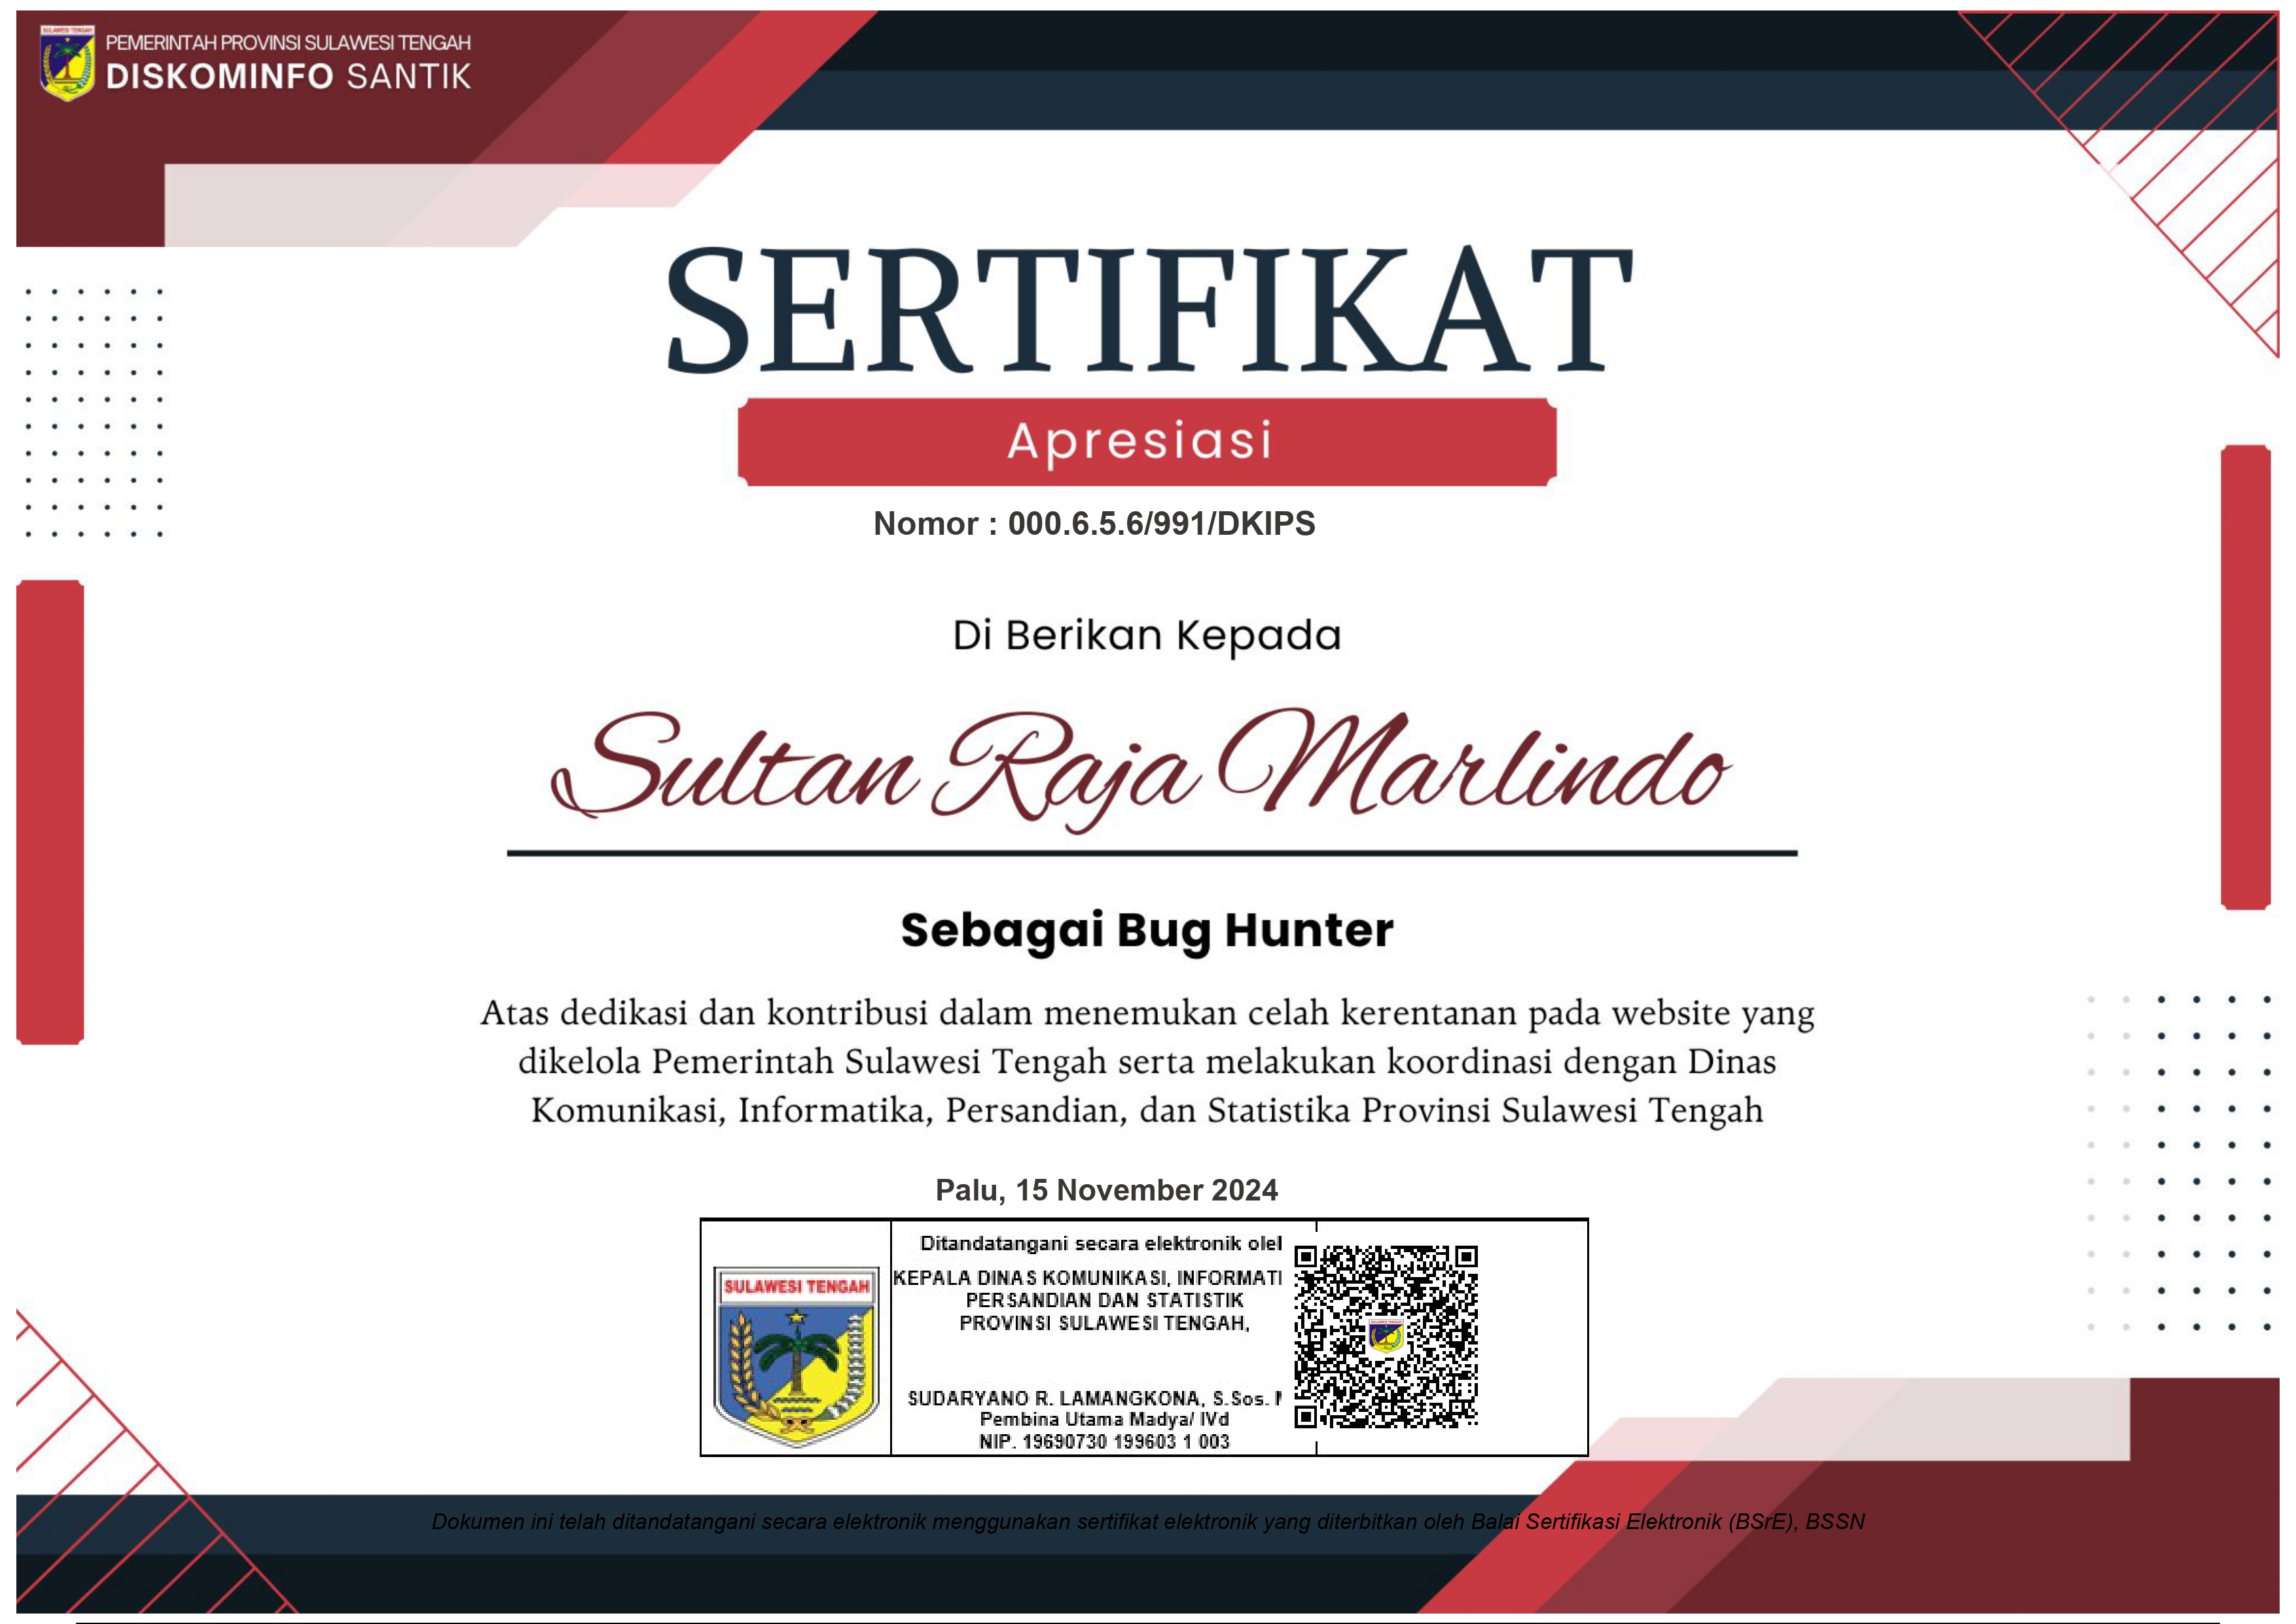 SULAWESI TENGAH
PEMERINTAH PROVINSI SULAWESI TENGAH
DISKOMINFO SANTIK
SERTIFIKAT
Apresiasi
Nomor : 000.6.5.6/991/DKIPS
Di Berikan Kepada
Sultan Raja Marlindo
Sebagai Bug Hunter
Atas dedikasi dan kontribusi dalam menemukan celah kerentanan pada website yang
dikelola Pemerintah Sulawesi Tengah serta melakukan koordinasi dengan Dinas
Komunikasi, Informatika, Persandian, dan Statistika Provinsi Sulawesi Tengah
Palu, 15 November 2024
SULAWESI TENGAH
Ditandatangani secara elektronik
KEPALA DINAS KOMUNIKASI, INFORMATI
PERSANDIAN DAN STATISTIK
PROVINSI SULAWESI TENGAH,
SUDARYANO R. LAMANGKONA, S.Sos.
Pembina Utama Madya/ IVd
NIP. 19690730 199603 1 003
Dokumen ini telah ditandatangani secara elektronik menggunakan sertifikat elektronik yang diterbitkan oleh Balai Sertifikasi Elektronik (BSrE), BSSN